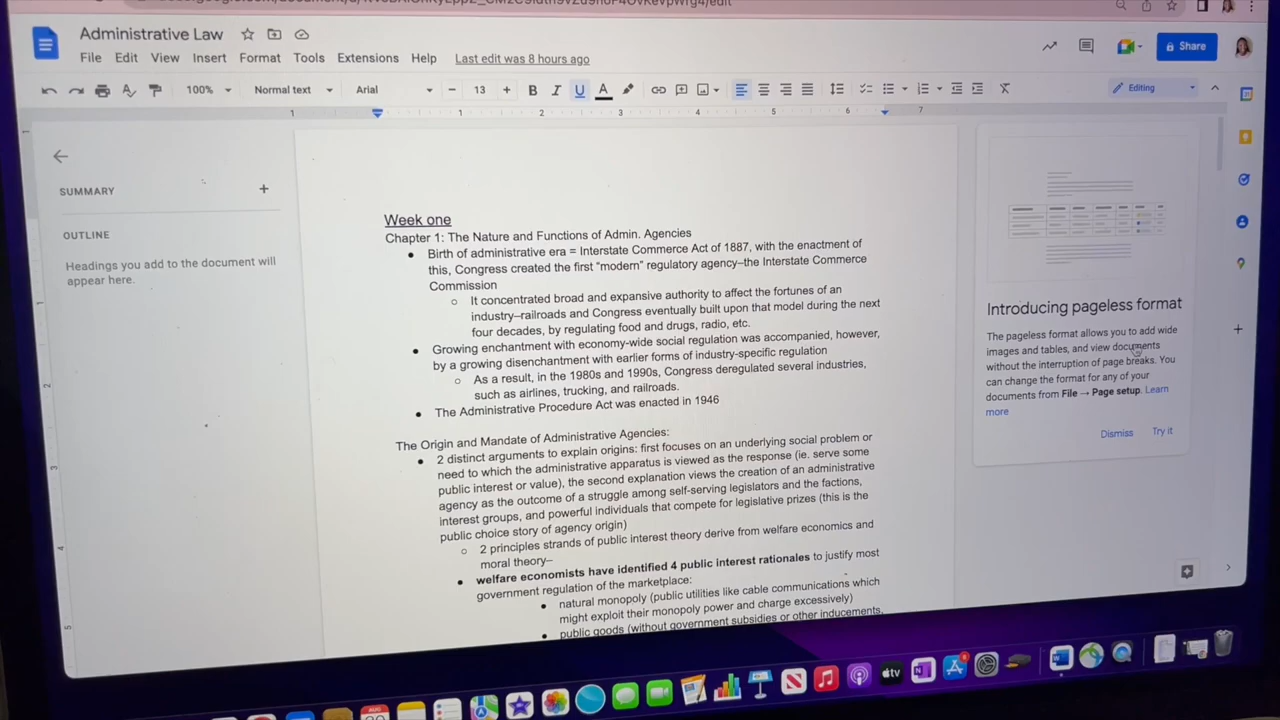 Administrative Law
File Edit View Insert Format Tools Extensions Help Last edit was 8 hours ago
Share
100% Normal text Arial 13 B I U A Editing
1 1 2 3 4 5 6 7
SUMMARY
OUTLINE
Headings you add to the document will
appear here.
Week one
Chapter 1: The Nature and Functions of Admin. Agencies
Birth of administrative era = Interstate Commerce Act of 1887, with the enactment of
this, Congress created the first "modern" regulatory agency–the Interstate Commerce
Commission
It concentrated broad and expansive authority to affect the fortunes of an
industry–railroads and Congress eventually built upon that model during the next
four decades, by regulating food and drugs, radio, etc.
Growing enchantment with economy-wide social regulation was accompanied, however,
by a growing disenchantment with earlier forms of industry-specific regulation
As a result, in the 1980s and 1990s, Congress deregulated several industries,
such as airlines, trucking, and railroads.
The Administrative Procedure Act was enacted in 1946
The Origin and Mandate of Administrative Agencies:
2 distinct arguments to explain origins: first focuses on an underlying social problem or
need to which the administrative apparatus is viewed as the response (ie. serve some
public interest or value), the second explanation views the creation of an administrative
agency as the outcome of a struggle among self-serving legislators and the factions,
interest groups, and powerful individuals that compete for legislative prizes (this is the
public choice story of agency origin)
2 principles strands of public interest theory derive from welfare economics and
moral theory–
welfare economists have identified 4 public interest rationales to justify most
government regulation of the marketplace:
natural monopoly (public utilities like cable communications which
might exploit their monopoly power and charge excessively)
public goods (without government subsidies or other inducements,
Introducing pageless format
The pageless format allows you to add wide
images and tables, and view documents
without the interruption of page breaks. You
can change the format for any of your
documents from File → Page setup. Learn
more
Dismiss Try it
tv